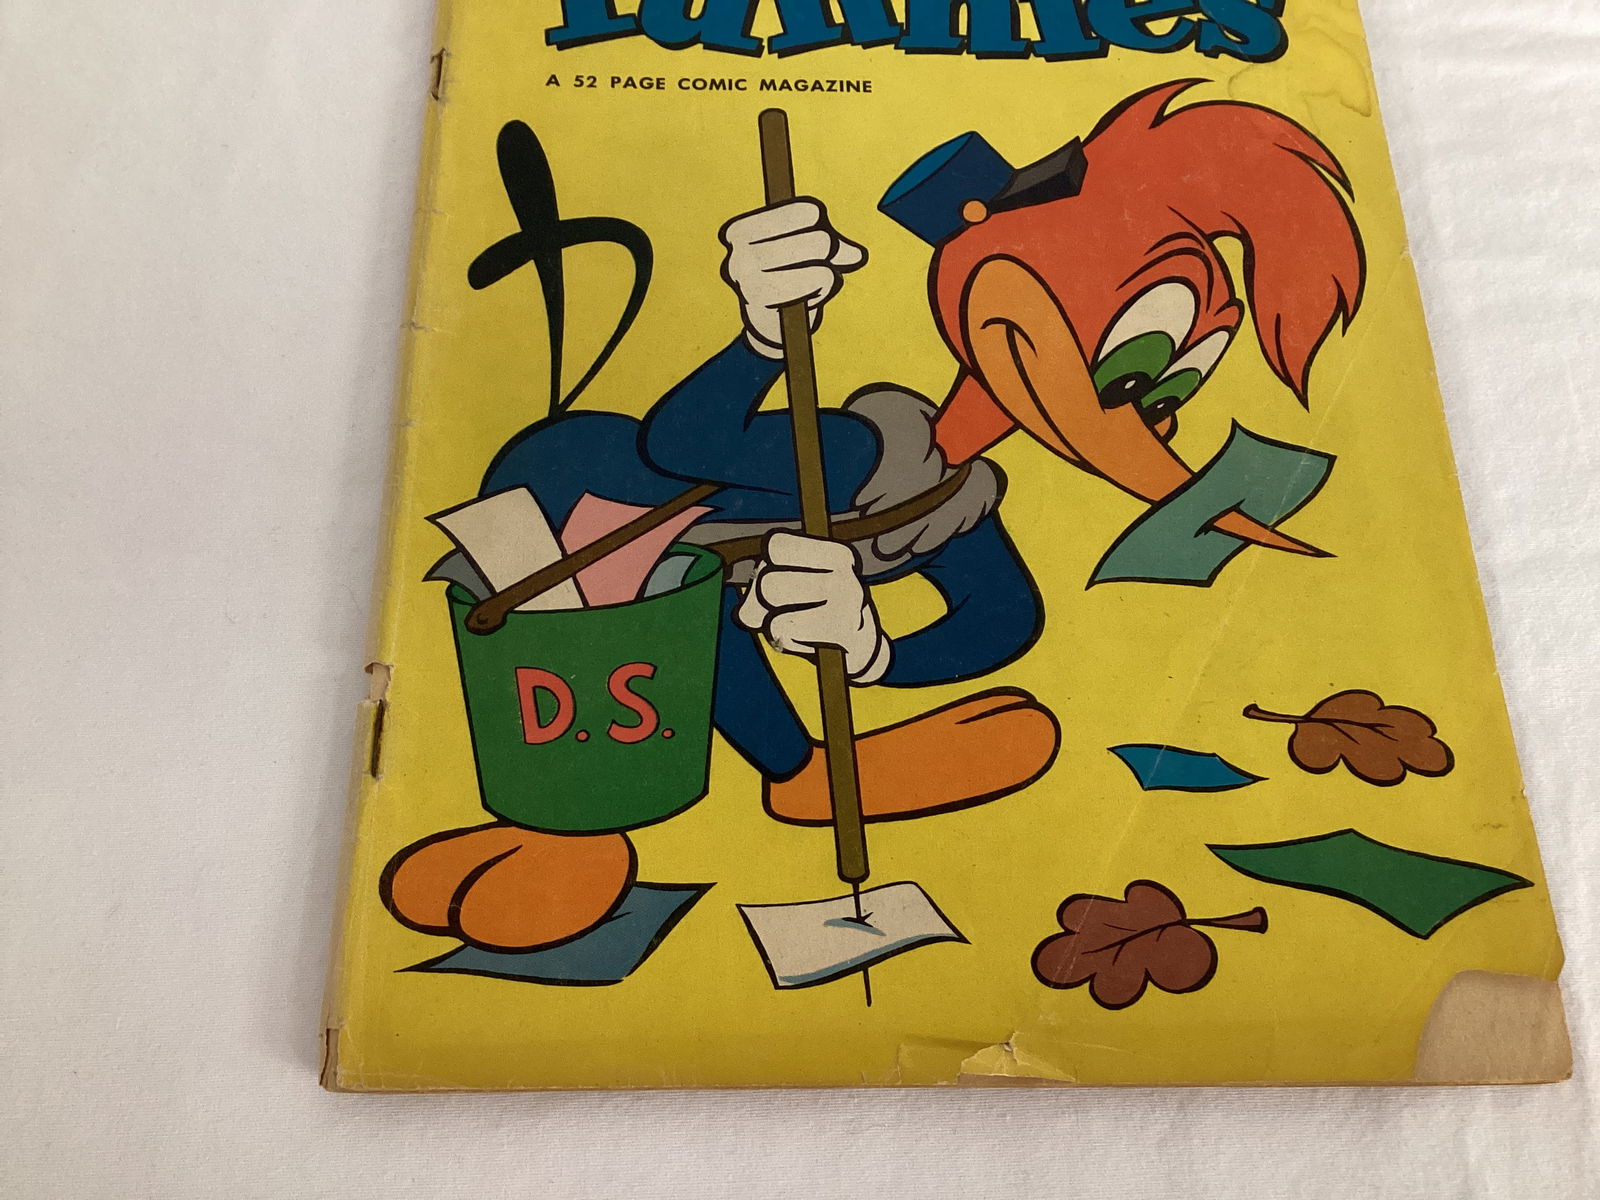 Funnies
A 52 PAGE COMIC MAGAZINE
D.S.